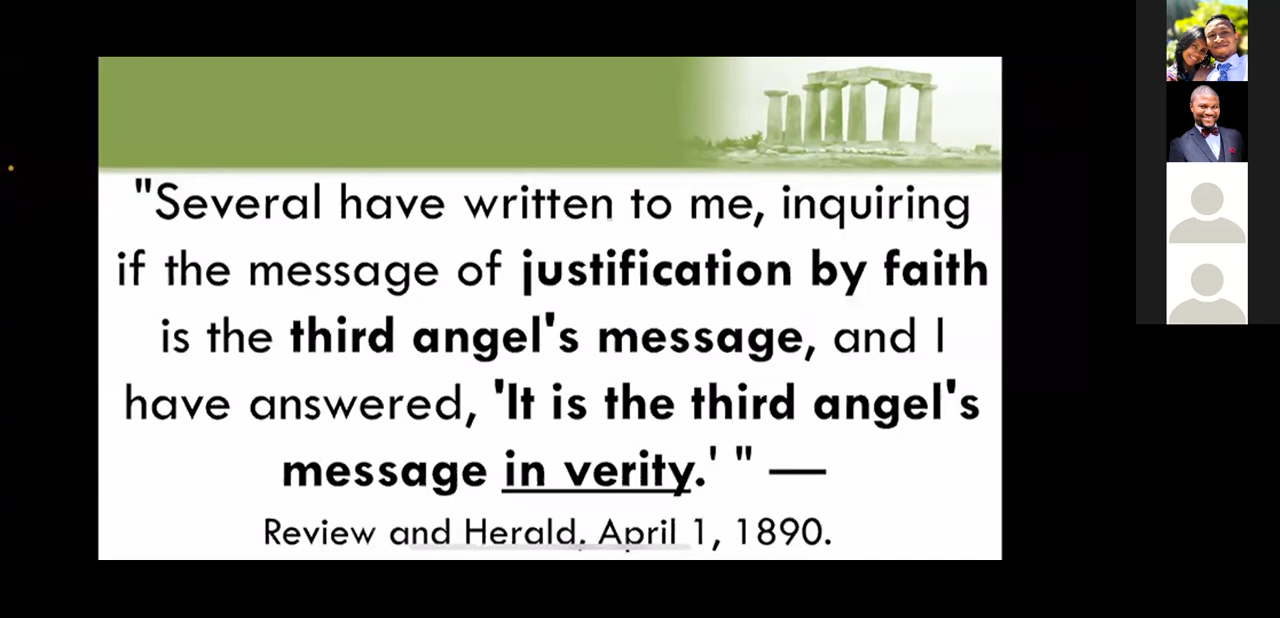 "Several have written to me, inquiring
if the message of justification by faith
is the third angel's message, and I
have answered, 'It is the third angel's
message in verity.' " —
Review and Herald, April 1, 1890.